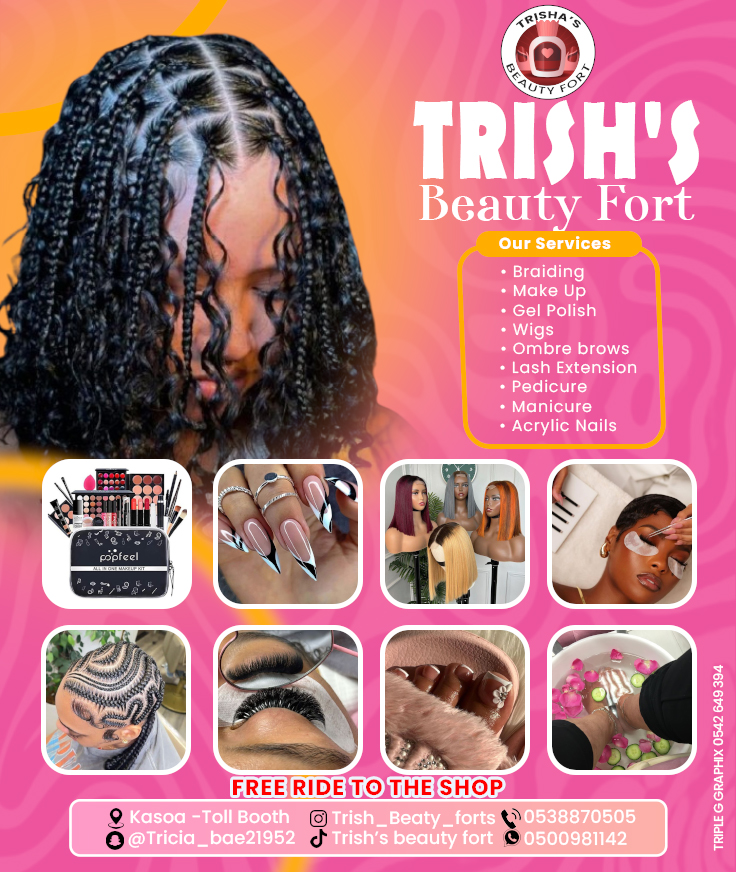 TRISHA'S
BEAUTY FORT
TRISH'S
Beauty Fort
Our Services
• Braiding
• Make Up
• Gel Polish
• Wigs
• Ombre brows
• Lash Extension
• Pedicure
• Manicure
• Acrylic Nails
popfeel
ALL IN ONE MAKEUP KIT
FREE RIDE TO THE SHOP
Kasoa -Toll Booth
Trish_Beaty_forts
0538870505
@Tricia_bae21952
Trish's beauty fort
0500981142
TRIPLE G GRAPHIX 0542 649 394